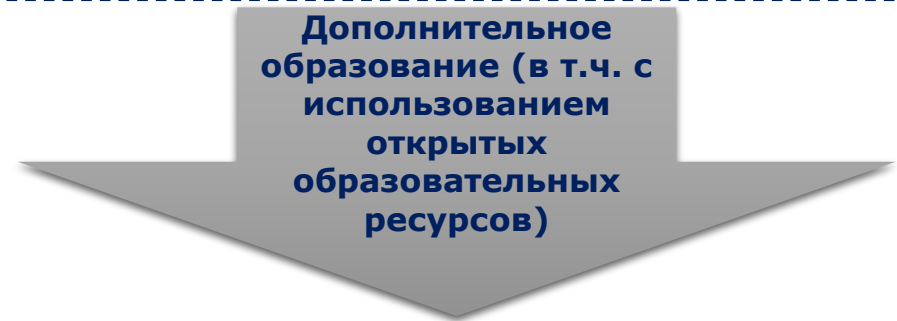 Дополнительное
образование (в т.ч. с
использованием
открытых
образовательных
ресурсов)